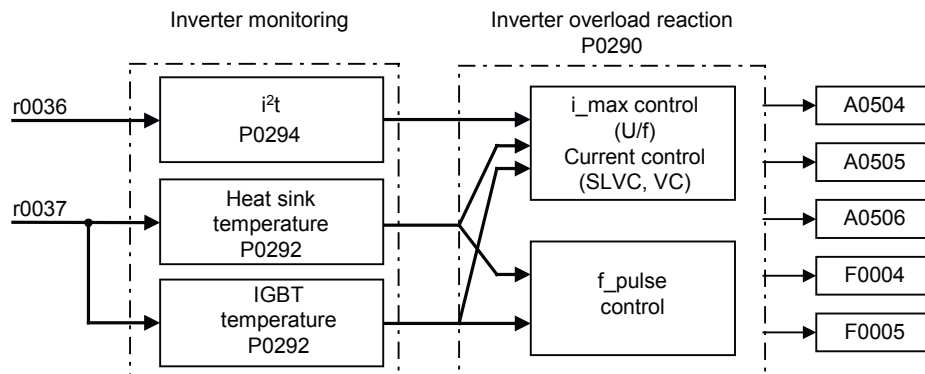 Inverter monitoring
Inverter overload reaction
P0290
r0036
i²t
P0294
r0037
Heat sink
temperature
P0292
IGBT
temperature
P0292
i_max control
(U/f)
Current control
(SLVC, VC)
f_pulse
control
A0504
A0505
A0506
F0004
F0005